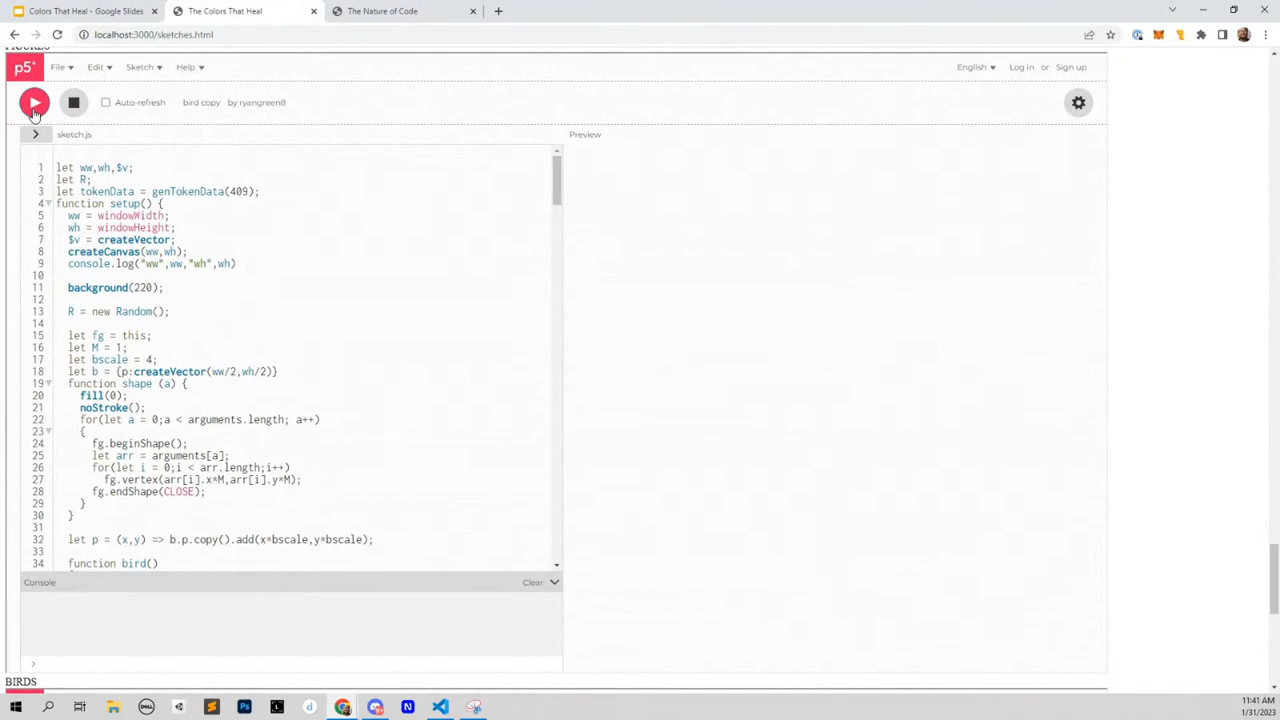 Colors That Heal - Google Slides
The Colors That Heal
The Nature of Code
localhost:3000/sketches.html
FIGURES
p5*
File
Edit
Sketch
Help
English
Log in or Sign up
Auto-refresh
bird copy by ryangreen8
sketch.js
Preview
1 let ww,wh,$v;
2 let R;
3 let tokenData = genTokenData(409);
4 function setup() {
5 ww = windowWidth;
6 wh = windowHeight;
7 $v = createVector;
8 createCanvas(ww,wh);
9 console.log("ww",ww,"wh",wh)
10
11 background(220);
12
13 R = new Random();
14
15 let fg = this;
16 let M = 1;
17 let bscale = 4;
18 let b = {p:createVector(ww/2,wh/2)}
19 function shape (a) {
20 fill(0);
21 noStroke();
22 for(let a = 0;a < arguments.length; a++)
23 {
24 fg.beginShape();
25 let arr = arguments[a];
26 for(let i = 0;i < arr.length;i++)
27 fg.vertex(arr[i].x*M,arr[i].y*M);
28 fg.endShape(CLOSE);
29 }
30 }
31
32 let p = (x,y) => b.p.copy().add(x*bscale,y*bscale);
33
34 function bird()
Console
Clear
BIRDS
11:41 AM
1/31/2023